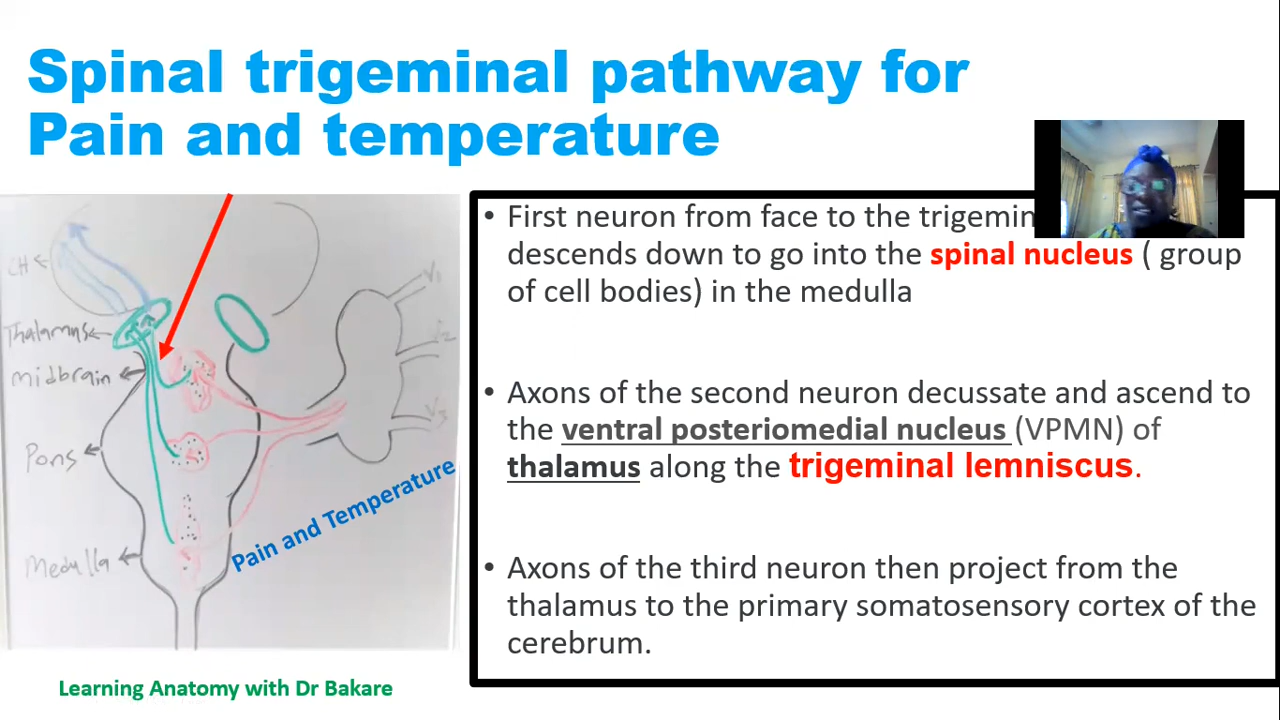 Spinal trigeminal pathway for
Pain and temperature
CH
Thalamus
midbrain
Pons
Medulla
V1
V2
V3
Pain and Temperature
Learning Anatomy with Dr Bakare
• First neuron from face to the
descends down to go into the spinal nucleus ( group
of cell bodies) in the medulla
• Axons of the second neuron decussate and ascend to
the ventral posteriomedial nucleus (VPMN) of
thalamus along the trigeminal lemniscus.
• Axons of the third neuron then project from the
thalamus to the primary somatosensory cortex of the
cerebrum.